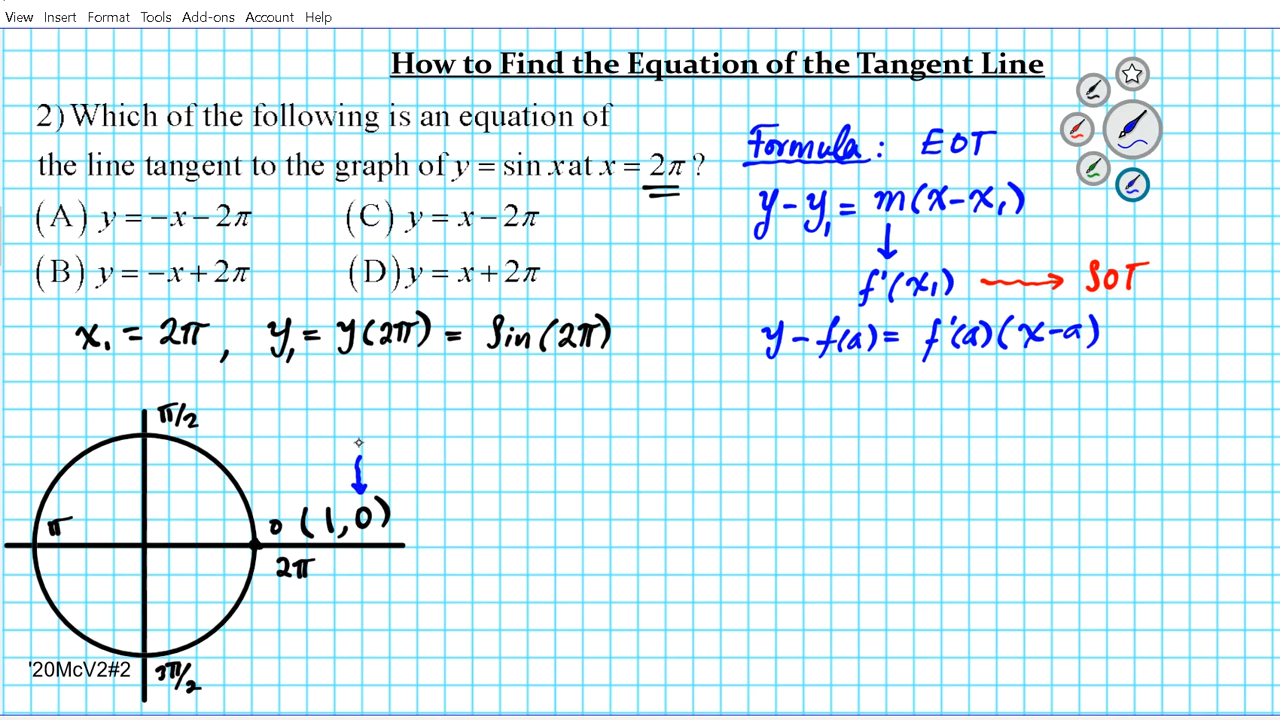 View Insert Format Tools Add-ons Account Help
How to Find the Equation of the Tangent Line
2) Which of the following is an equation of
the line tangent to the graph of y = sin x at x = 2π ?
(A) y = −x − 2π (C) y = x − 2π
(B) y = −x + 2π (D) y = x + 2π
Formula : EOT
y − y₁ = m(x − x₁)
f'(x₁) → SOT
y − f(a) = f'(a)(x − a)
x₁ = 2π , y₁ = y(2π) = Sin(2π)
π/2
π
0 (1,0)
2π
'20McV2#2
3π/2